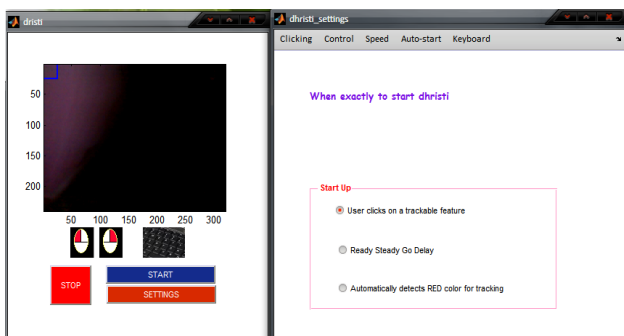 dristi
50
100
150
200
50 100 150 200 250 300
STOP
START
SETTINGS
dhristi_settings
Clicking Control Speed Auto-start Keyboard
When exactly to start dhristi
Start Up
User clicks on a trackable feature
Ready Steady Go Delay
Automatically detects RED color for tracking